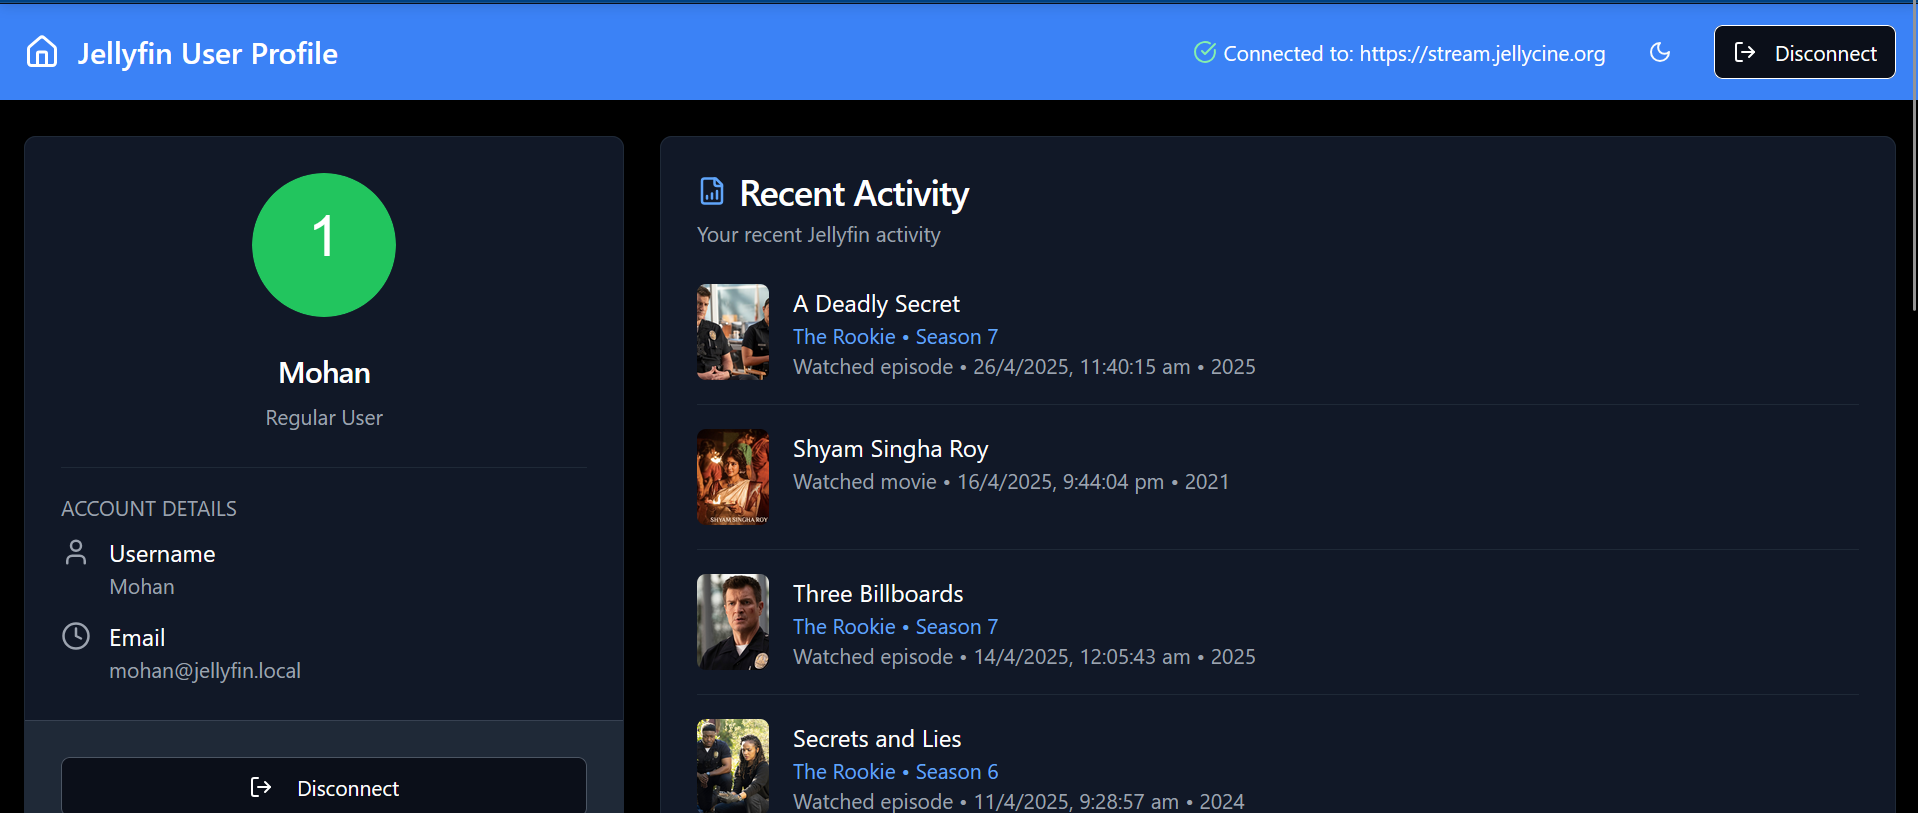 Jellyfin User Profile
Connected to: https://stream.jellycine.org
Disconnect
1
Mohan
Regular User
ACCOUNT DETAILS
Username
Mohan
Email
mohan@jellyfin.local
Disconnect
Recent Activity
Your recent Jellyfin activity
A Deadly Secret
The Rookie • Season 7
Watched episode • 26/4/2025, 11:40:15 am • 2025
SHYAM SINGHA ROY
Shyam Singha Roy
Watched movie • 16/4/2025, 9:44:04 pm • 2021
Three Billboards
The Rookie • Season 7
Watched episode • 14/4/2025, 12:05:43 am • 2025
Secrets and Lies
The Rookie • Season 6
Watched episode • 11/4/2025, 9:28:57 am • 2024